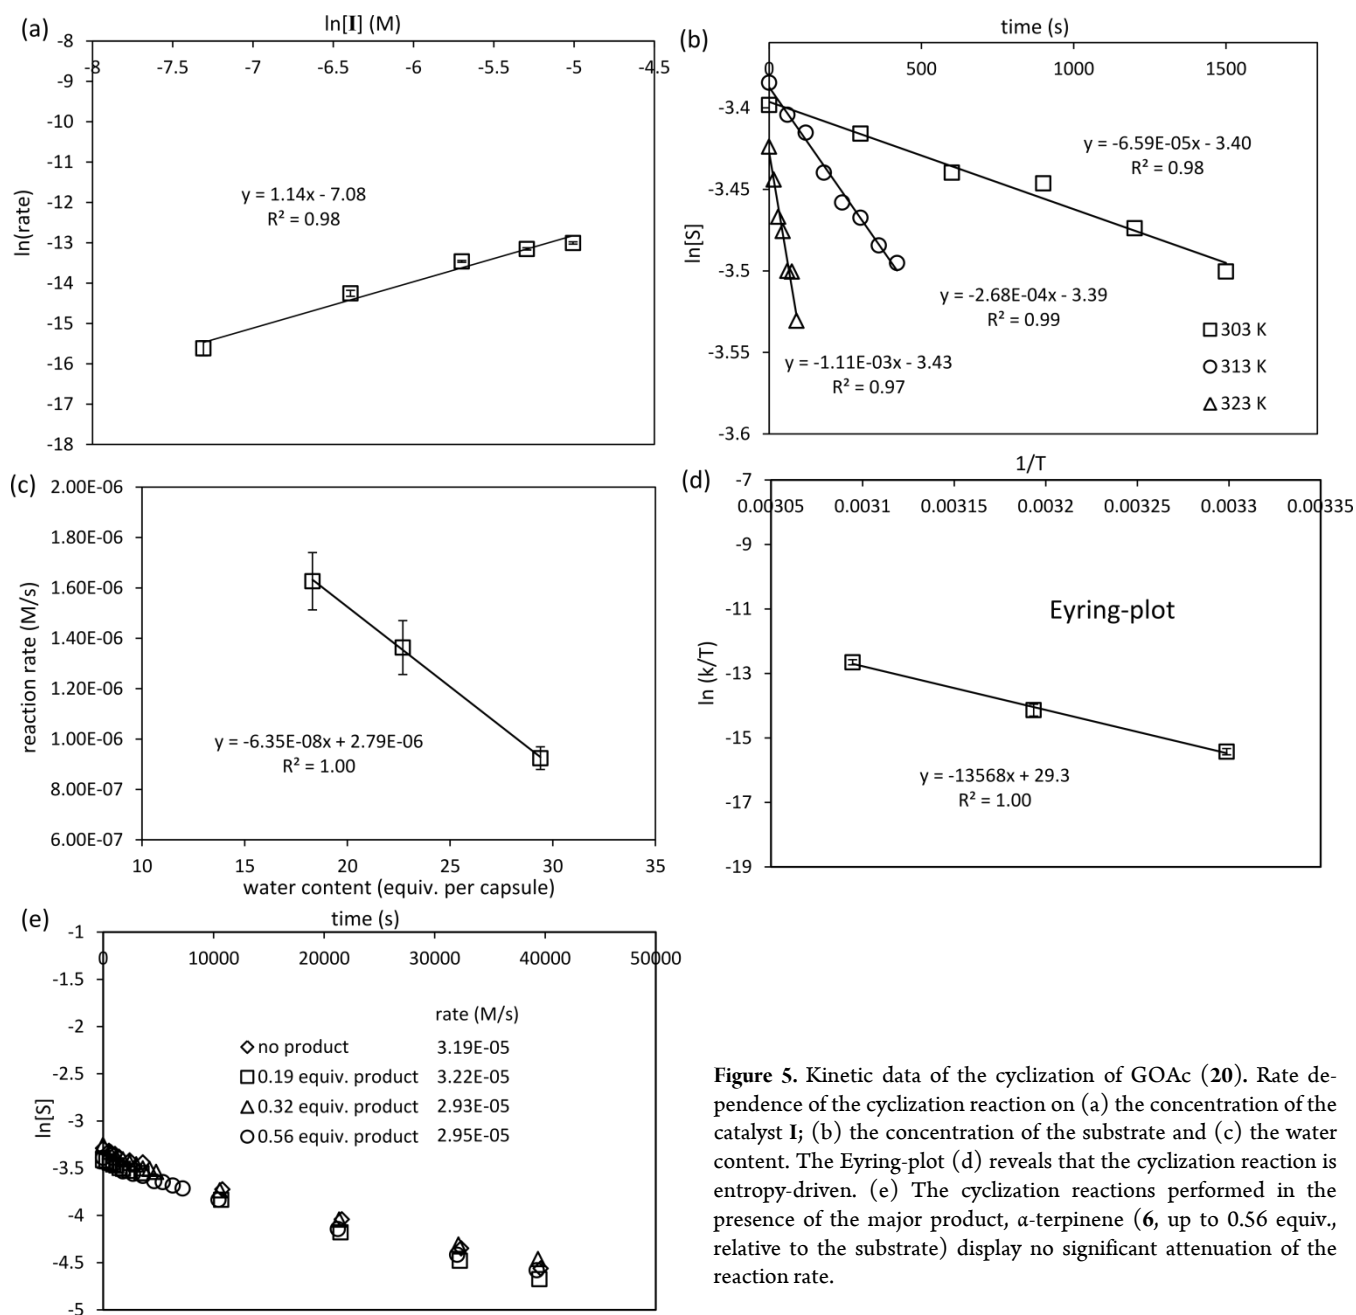 (a)
ln[I] (M)
-8 -7.5 -7 -6.5 -6 -5.5 -5 -4.5
-8
-9
-10
-11
-12
-13
-14
-15
-16
-17
-18
ln(rate)
y = 1.14x - 7.08
R² = 0.98
(b)
time (s)
0 500 1000 1500
-3.4
-3.45
-3.5
-3.55
-3.6
ln[S]
y = -6.59E-05x - 3.40
R² = 0.98
y = -2.68E-04x - 3.39
R² = 0.99
y = -1.11E-03x - 3.43
R² = 0.97
303 K
313 K
323 K
(c)
2.00E-06
1.80E-06
1.60E-06
1.40E-06
1.20E-06
1.00E-06
8.00E-07
6.00E-07
reaction rate (M/s)
y = -6.35E-08x + 2.79E-06
R² = 1.00
10 15 20 25 30 35
water content (equiv. per capsule)
(d)
1/T
0.00305 0.0031 0.00315 0.0032 0.00325 0.0033 0.00335
-7
-9
-11
-13
-15
-17
-19
ln (k/T)
Eyring-plot
y = -13568x + 29.3
R² = 1.00
(e)
time (s)
0 10000 20000 30000 40000 50000
-1
-1.5
-2
-2.5
-3
-3.5
-4
-4.5
-5
ln[S]
rate (M/s)
no product 3.19E-05
0.19 equiv. product 3.22E-05
0.32 equiv. product 2.93E-05
0.56 equiv. product 2.95E-05
Figure 5. Kinetic data of the cyclization of GOAc (20). Rate de-
pendence of the cyclization reaction on (a) the concentration of the
catalyst I; (b) the concentration of the substrate and (c) the water
content. The Eyring-plot (d) reveals that the cyclization reaction is
entropy-driven. (e) The cyclization reactions performed in the
presence of the major product, α-terpinene (6, up to 0.56 equiv.,
relative to the substrate) display no significant attenuation of the
reaction rate.